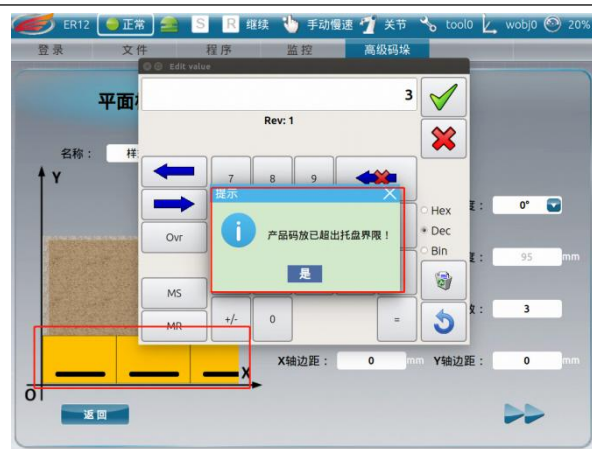 ER12 正常 S R 继续 手动慢速 关节 tool0 wobj0 20%
登录 文件 程序 监控 高级码垛
Edit value
平面
3
Rev: 1
名称： 样
Y
7 8 9
提示
Hex
度： 0°
Ovr
产品码放已超出托盘界限！
Dec
Bin
度： 95 mm
是
MS
3
MR +/- 0 =
X
X轴边距： 0 mm Y轴边距： 0 mm
O
返回